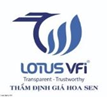 LOTUS VFi
Transparent - Trustworthy
THẨM ĐỊNH GIÁ HOA SEN